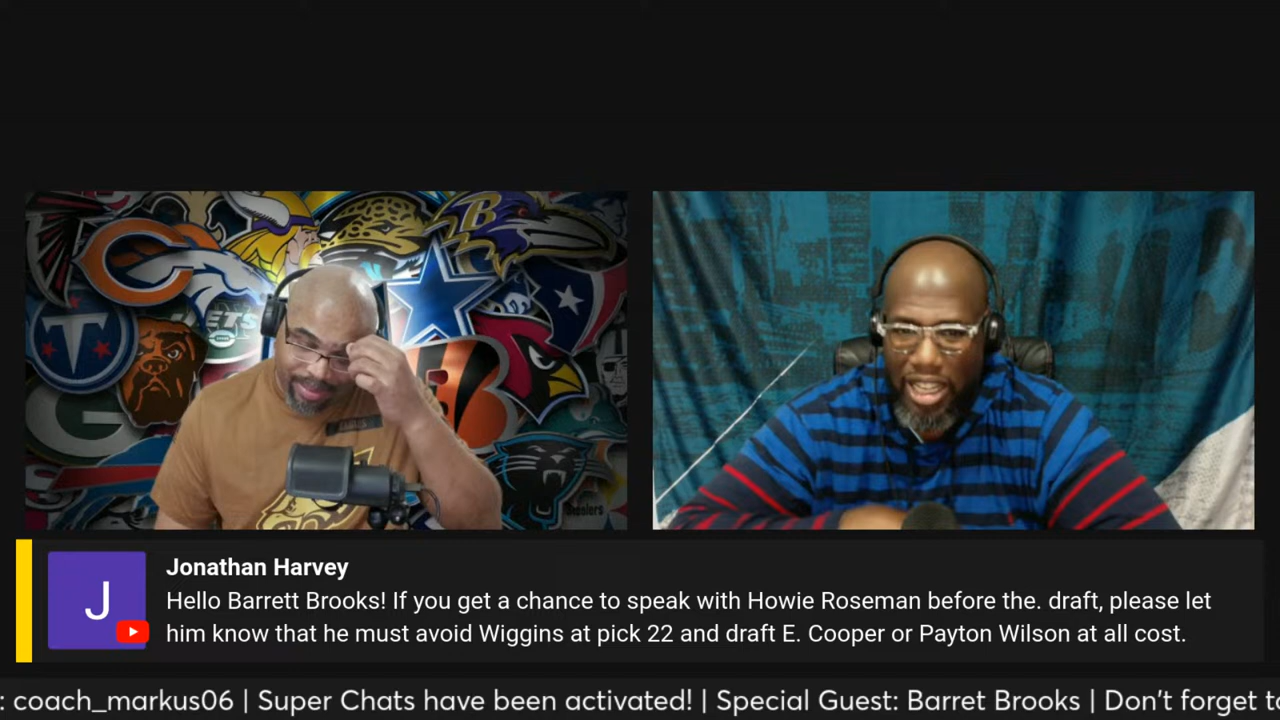 JETS
Steelers
J
Jonathan Harvey
Hello Barrett Brooks! If you get a chance to speak with Howie Roseman before the. draft, please let
him know that he must avoid Wiggins at pick 22 and draft E. Cooper or Payton Wilson at all cost.
: coach_markus06 | Super Chats have been activated! | Special Guest: Barret Brooks | Don't forget to